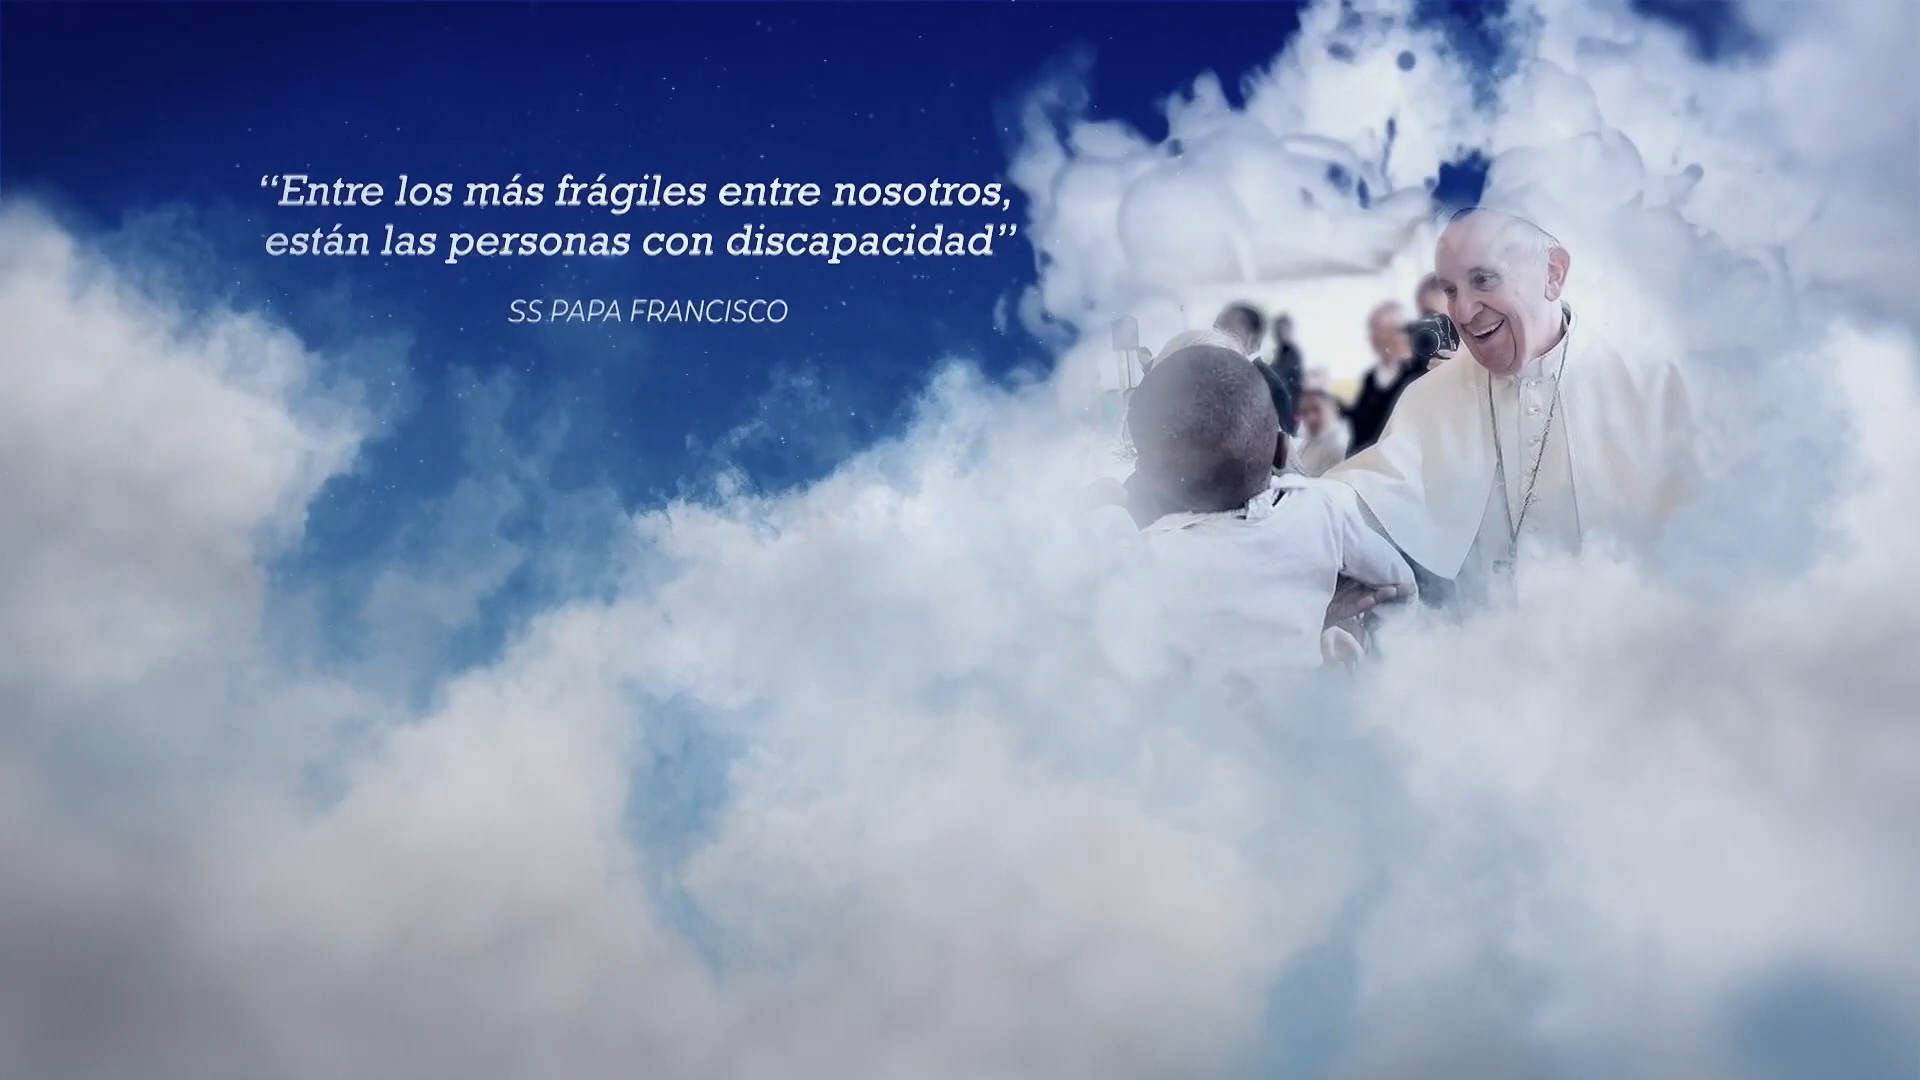 “Entre los más frágiles entre nosotros,
están las personas con discapacidad”
SS PAPA FRANCISCO